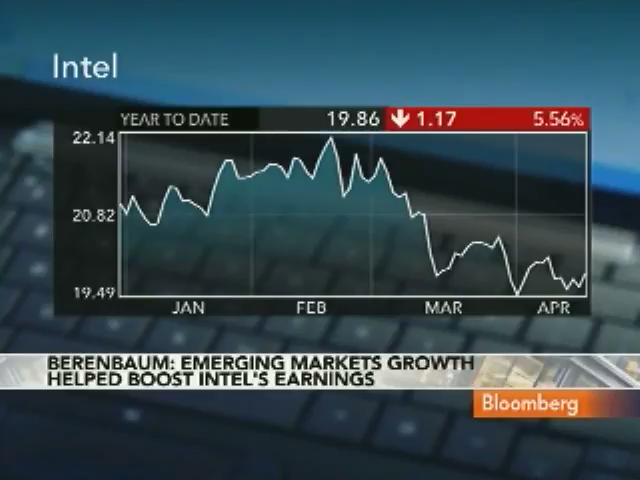 Intel
YEAR TO DATE 19.86 1.17 5.56%
22.14
20.82
19.49
JAN FEB MAR APR
BERENBAUM: EMERGING MARKETS GROWTH
HELPED BOOST INTEL'S EARNINGS
Bloomberg